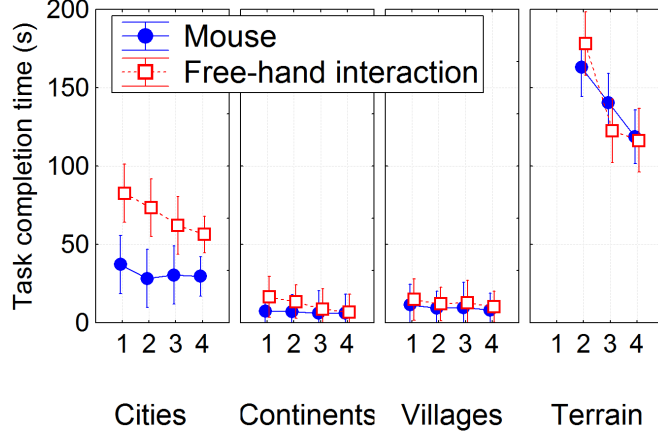 Task completion time (s)
200
150
100
50
0
Mouse
Free-hand interaction
1 2 3 4
1 2 3 4
1 2 3 4
1 2 3 4
Cities
Continents
Villages
Terrain